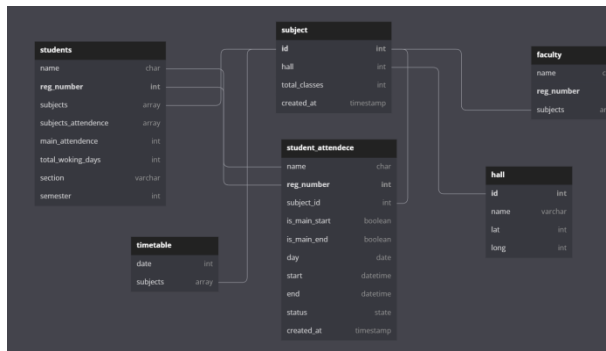 students
name char
reg_number int
subjects array
subjects_attendence array
main_attendence int
total_woking_days int
section varchar
semester int
subject
id int
hall int
total_classes int
created_at timestamp
student_attendece
name char
reg_number int
subject_id int
is_main_start boolean
is_main_end boolean
day date
start datetime
end datetime
status state
created_at timestamp
timetable
date int
subjects array
faculty
name c
reg_number
subjects ar
hall
id int
name varchar
lat int
long int